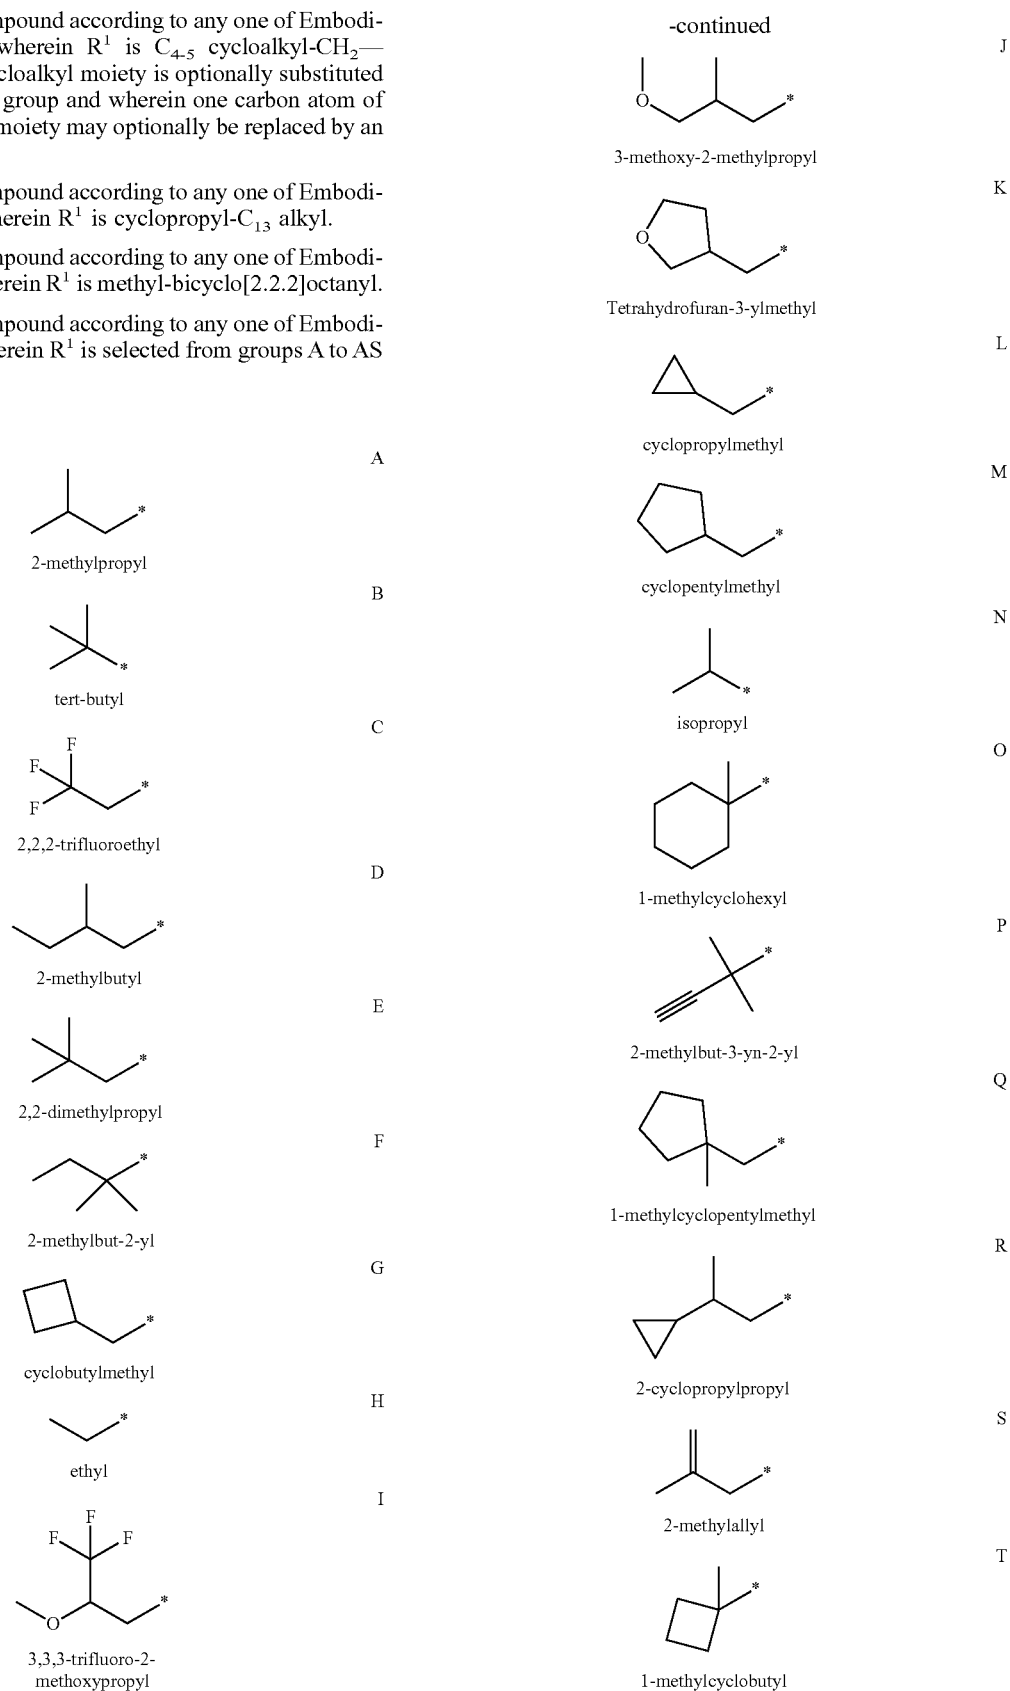 mpound according to any one of Embodi-
wherein R¹ is C₄₋₅ cycloalkyl-CH₂—
cloalkyl moiety is optionally substituted
group and wherein one carbon atom of
moiety may optionally be replaced by an
mpound according to any one of Embodi-
herein R¹ is cyclopropyl-C₁₃ alkyl.
mpound according to any one of Embodi-
erein R¹ is methyl-bicyclo[2.2.2]octanyl.
mpound according to any one of Embodi-
erein R¹ is selected from groups A to AS
A
*
2-methylpropyl
B
*
tert-butyl
C
F
F
F
*
2,2,2-trifluoroethyl
D
*
2-methylbutyl
E
*
2,2-dimethylpropyl
F
*
2-methylbut-2-yl
G
*
cyclobutylmethyl
H
*
ethyl
I
F
F
F
*
O
3,3,3-trifluoro-2-
methoxypropyl
-continued
J
O
*
3-methoxy-2-methylpropyl
K
O
*
Tetrahydrofuran-3-ylmethyl
L
*
cyclopropylmethyl
M
*
cyclopentylmethyl
N
*
isopropyl
O
*
1-methylcyclohexyl
P
*
2-methylbut-3-yn-2-yl
Q
*
1-methylcyclopentylmethyl
R
*
2-cyclopropylpropyl
S
*
2-methylallyl
T
*
1-methylcyclobutyl